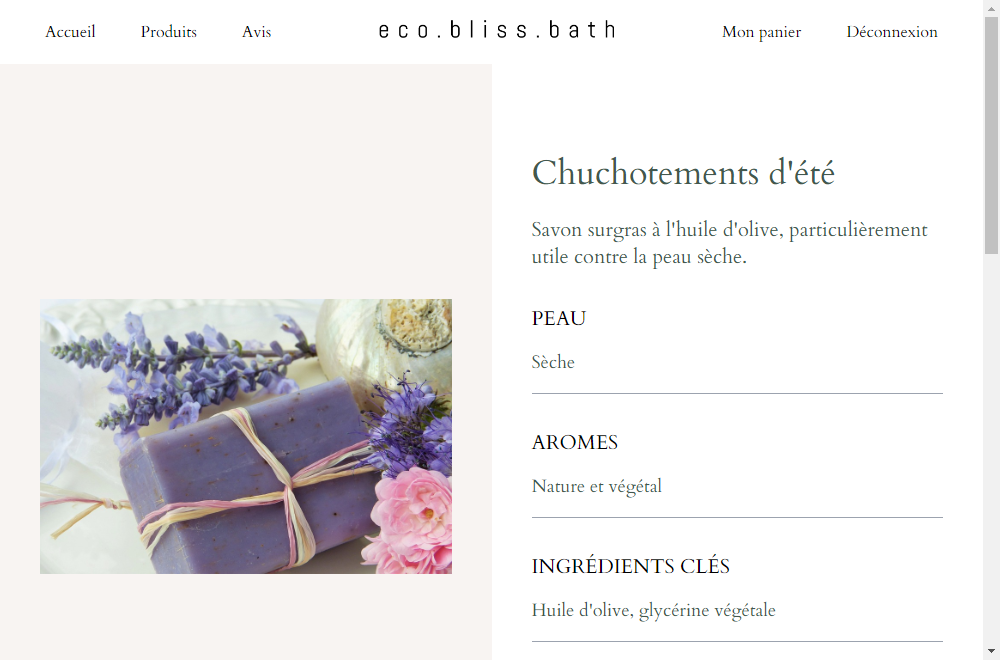 Accueil Produits Avis eco.bliss.bath Mon panier Déconnexion
Chuchotements d'été
Savon surgras à l'huile d'olive, particulièrement
utile contre la peau sèche.
PEAU
Sèche
AROMES
Nature et végétal
INGRÉDIENTS CLÉS
Huile d'olive, glycérine végétale